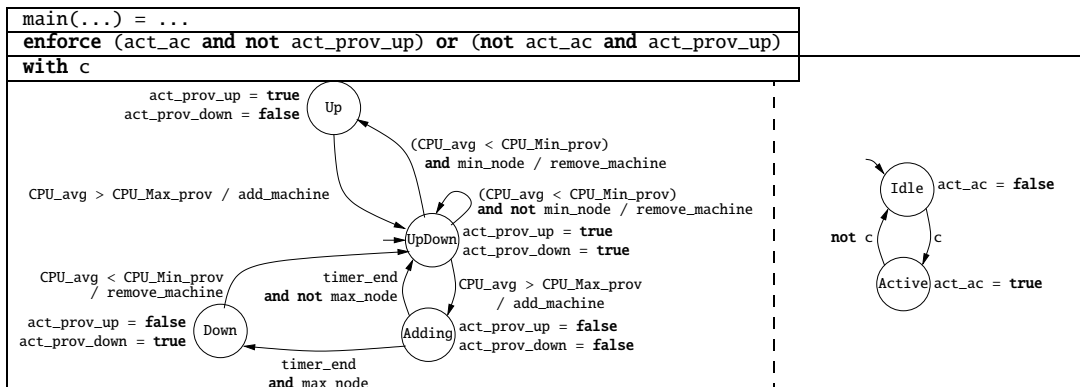 main(...) = ...
enforce (act_ac and not act_prov_up) or (not act_ac and act_prov_up)
with c
act_prov_up = true
act_prov_down = false
Up
(CPU_avg < CPU_Min_prov)
and min_node / remove_machine
CPU_avg > CPU_Max_prov / add_machine
(CPU_avg < CPU_Min_prov)
and not min_node / remove_machine
UpDown
act_prov_up = true
act_prov_down = true
CPU_avg < CPU_Min_prov
/ remove_machine
timer_end
and not max_node
CPU_avg > CPU_Max_prov
/ add_machine
act_prov_up = false
act_prov_down = true
Down
Adding
act_prov_up = false
act_prov_down = false
timer_end
and max_node
Idle
act_ac = false
not c
c
Active
act_ac = true